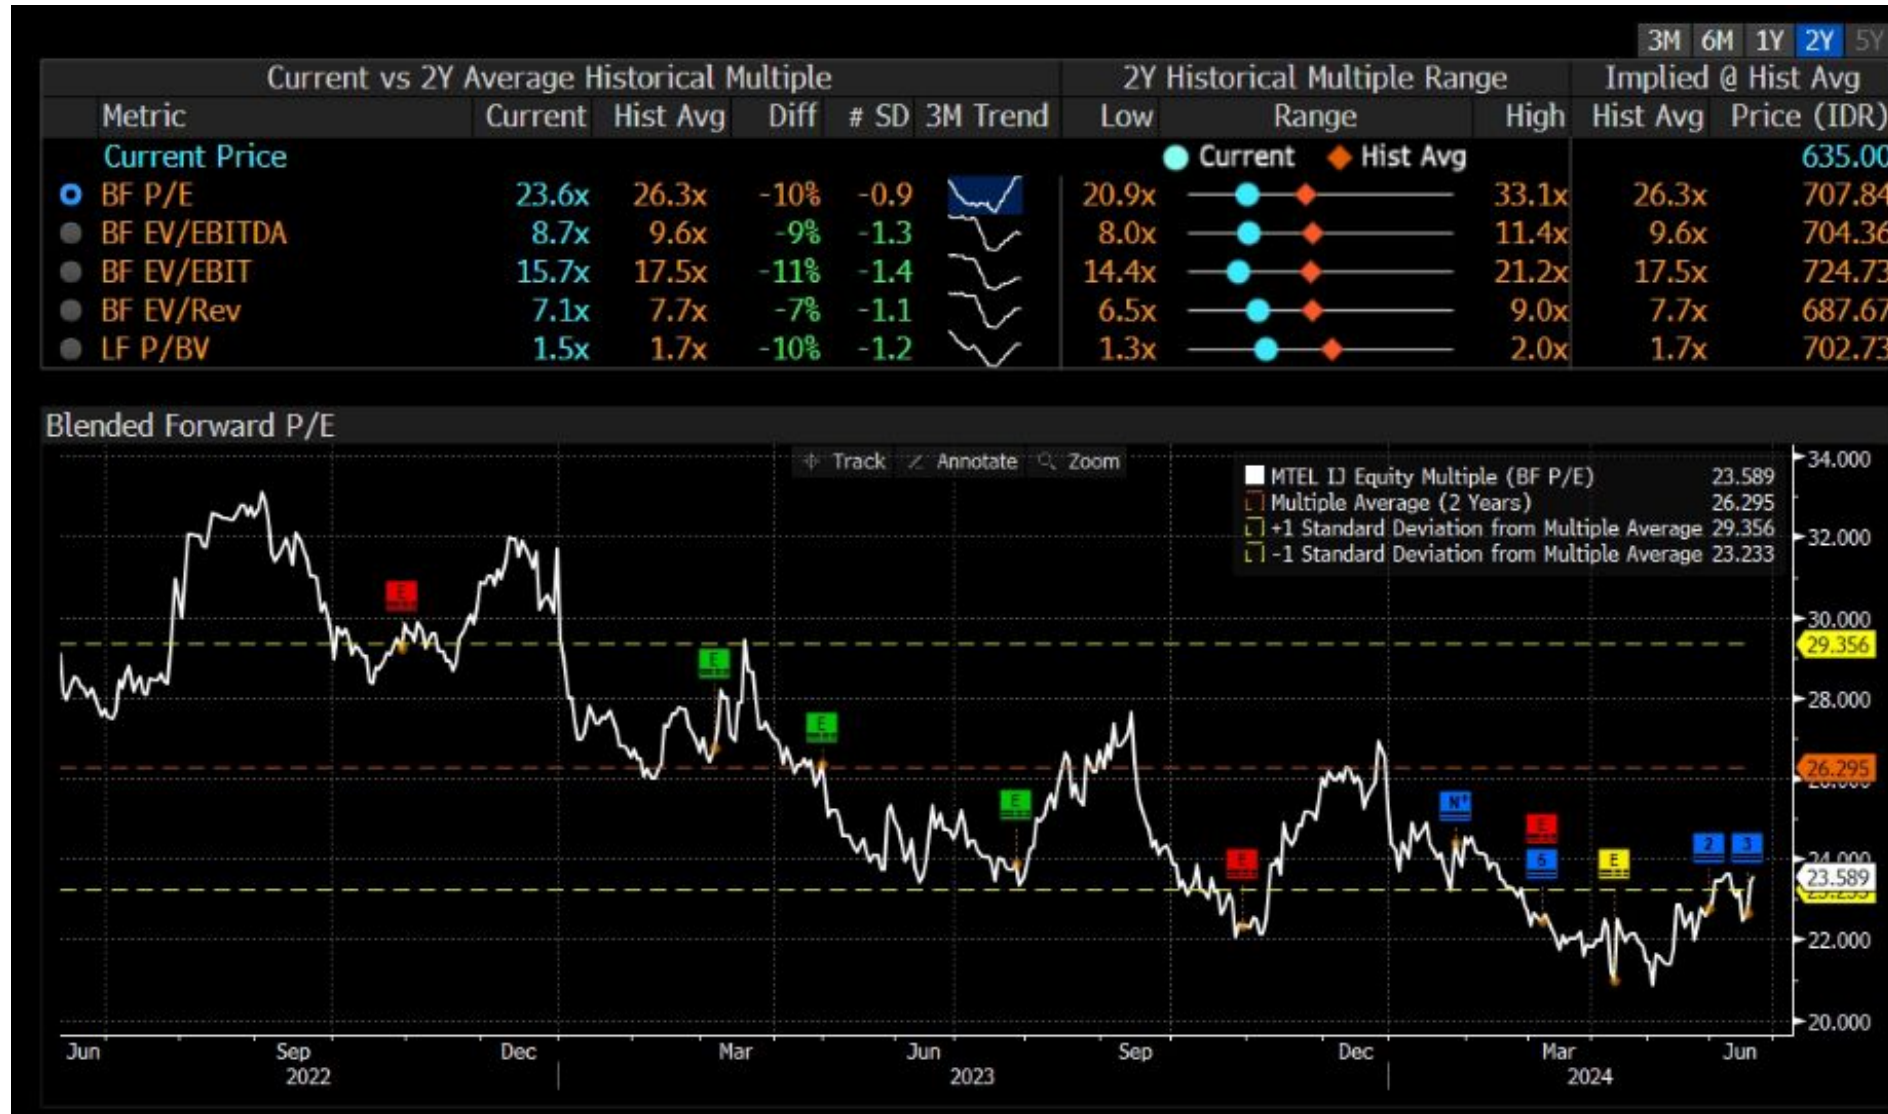 3M 6M 1Y 2Y 5Y
Current vs 2Y Average Historical Multiple 2Y Historical Multiple Range Implied @ Hist Avg
Metric Current Hist Avg Diff # SD 3M Trend Low Range High Hist Avg Price (IDR)
Current Price Current Hist Avg 635.00
BF P/E 23.6x 26.3x -10% -0.9 20.9x 33.1x 26.3x 707.84
BF EV/EBITDA 8.7x 9.6x -9% -1.3 8.0x 11.4x 9.6x 704.36
BF EV/EBIT 15.7x 17.5x -11% -1.4 14.4x 21.2x 17.5x 724.73
BF EV/Rev 7.1x 7.7x -7% -1.1 6.5x 9.0x 7.7x 687.67
LF P/BV 1.5x 1.7x -10% -1.2 1.3x 2.0x 1.7x 702.73
Blended Forward P/E
Track Annotate Zoom
34.000
MTEL IJ Equity Multiple (BF P/E) 23.589
Multiple Average (2 Years) 26.295
+1 Standard Deviation from Multiple Average 29.356
-1 Standard Deviation from Multiple Average 23.233
32.000
E
30.000
29.356
E
28.000
E
26.295
E
N+
E
E
6
E
2
3
24.000
23.589
22.000
20.000
Jun Sep Dec Mar Jun Sep Dec Mar Jun
2022 2023 2024